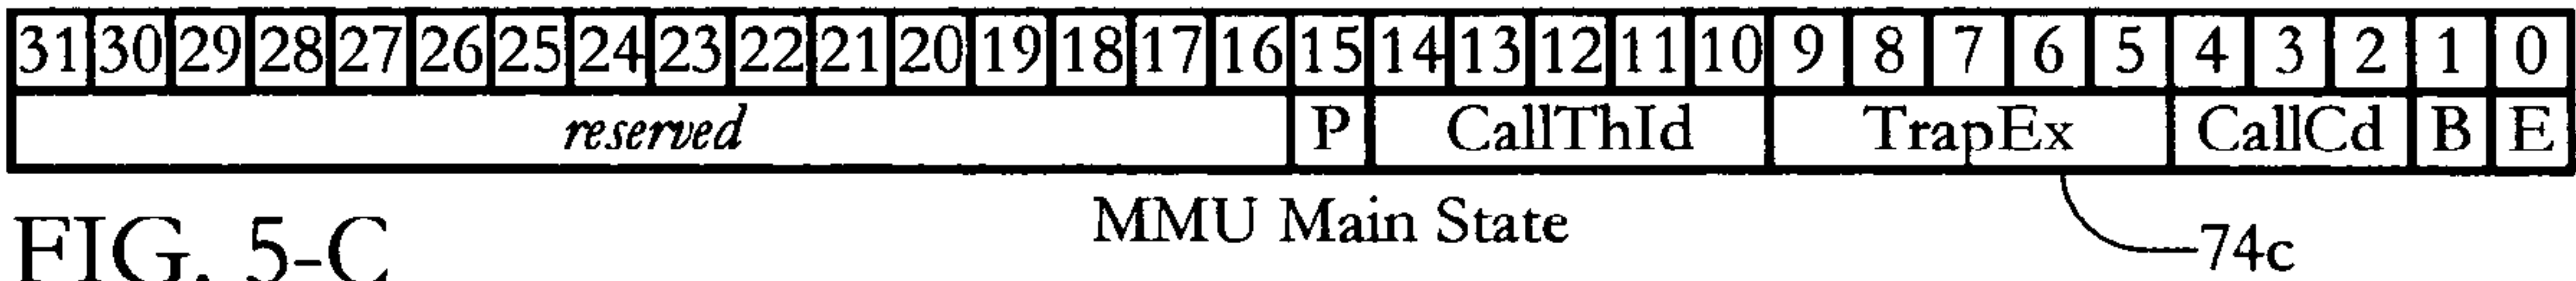 31 30 29 28 27 26 25 24 23 22 21 20 19 18 17 16 15 14 13 12 11 10 9 8 7 6 5 4 3 2 1 0
reserved P CallThId TrapEx CallCd B E
MMU Main State
74c
FIG. 5-C